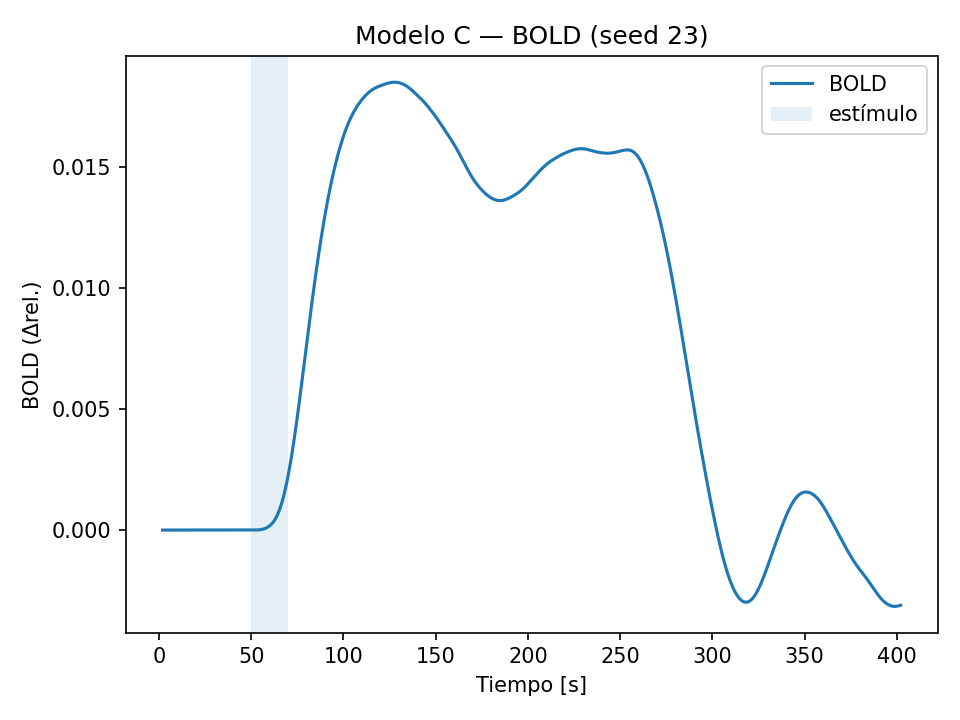 Modelo C — BOLD (seed 23)
BOLD
estímulo
BOLD (Δrel.)
0.015
0.010
0.005
0.000
0 50 100 150 200 250 300 350 400
Tiempo [s]